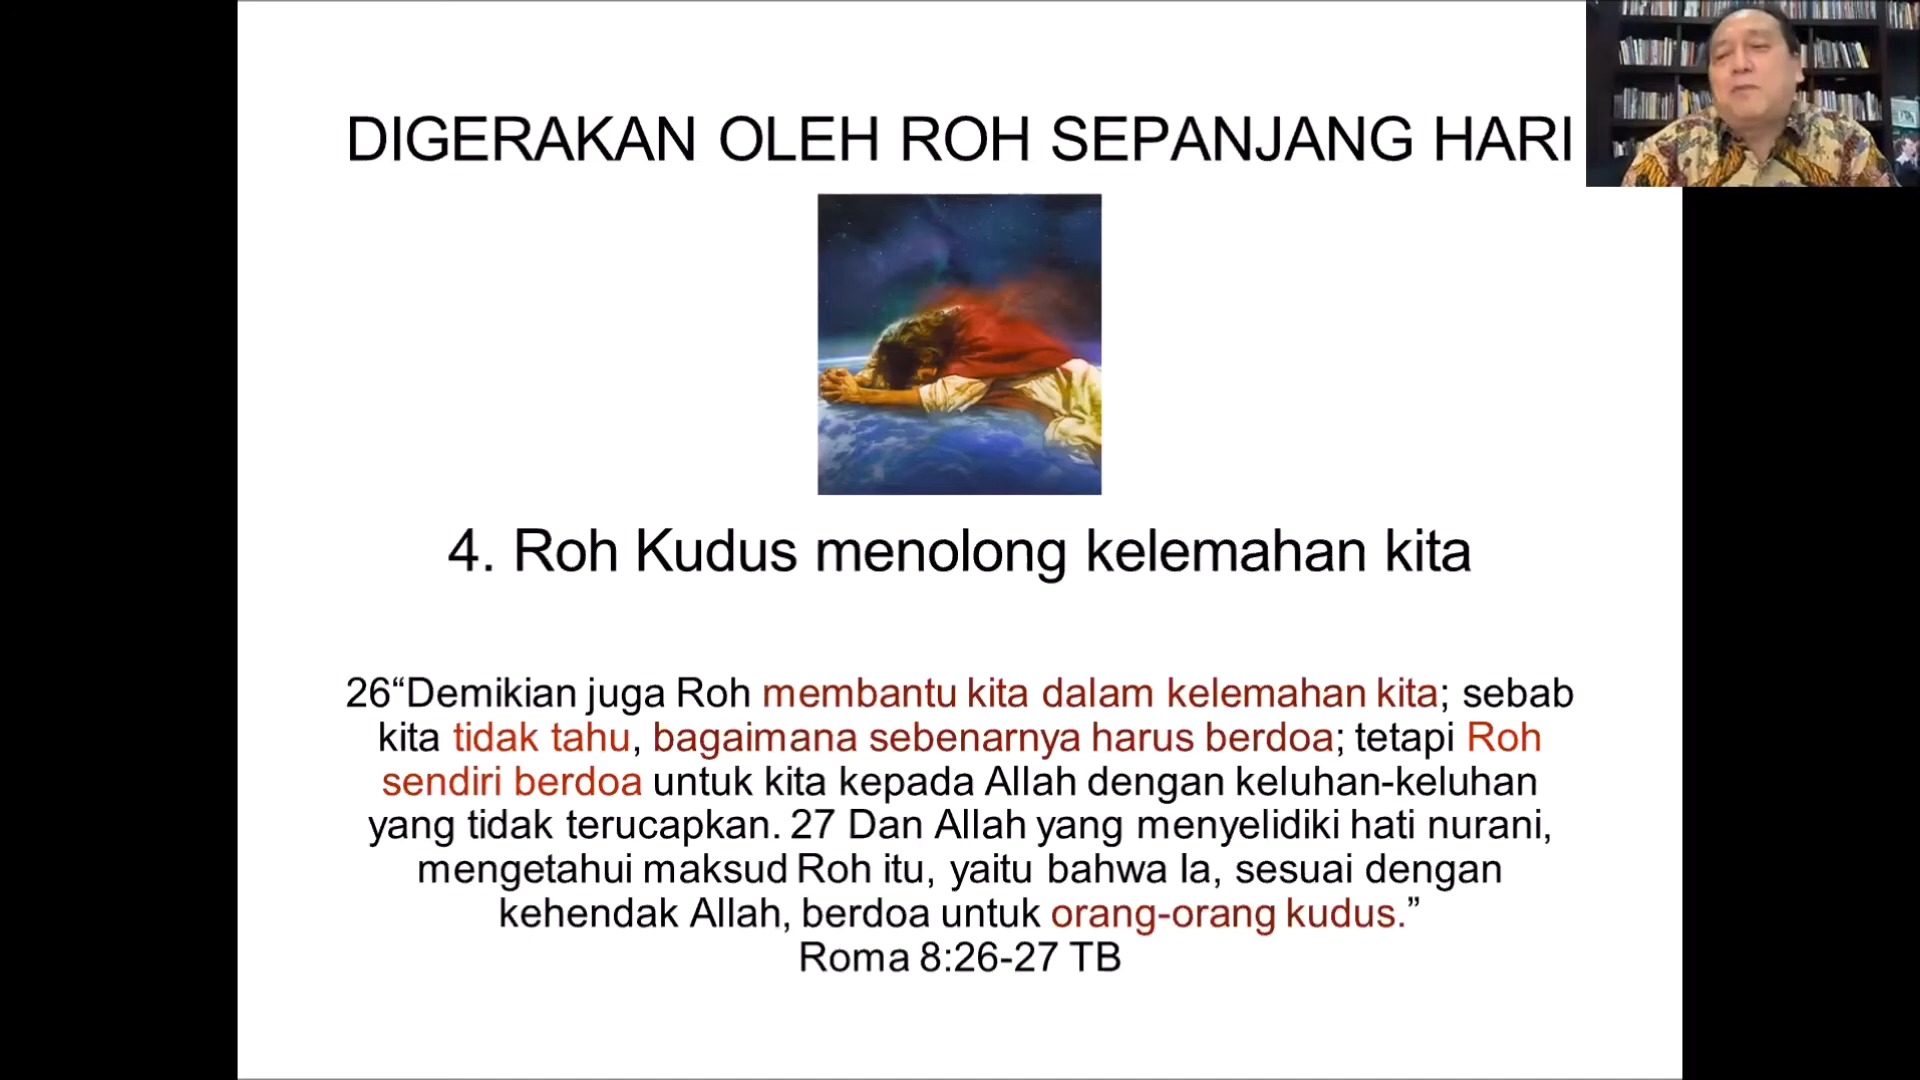 DIGERAKAN OLEH ROH SEPANJANG HARI
4. Roh Kudus menolong kelemahan kita
26“Demikian juga Roh membantu kita dalam kelemahan kita; sebab
kita tidak tahu, bagaimana sebenarnya harus berdoa; tetapi Roh
sendiri berdoa untuk kita kepada Allah dengan keluhan-keluhan
yang tidak terucapkan. 27 Dan Allah yang menyelidiki hati nurani,
mengetahui maksud Roh itu, yaitu bahwa Ia, sesuai dengan
kehendak Allah, berdoa untuk orang-orang kudus.”
Roma 8:26-27 TB